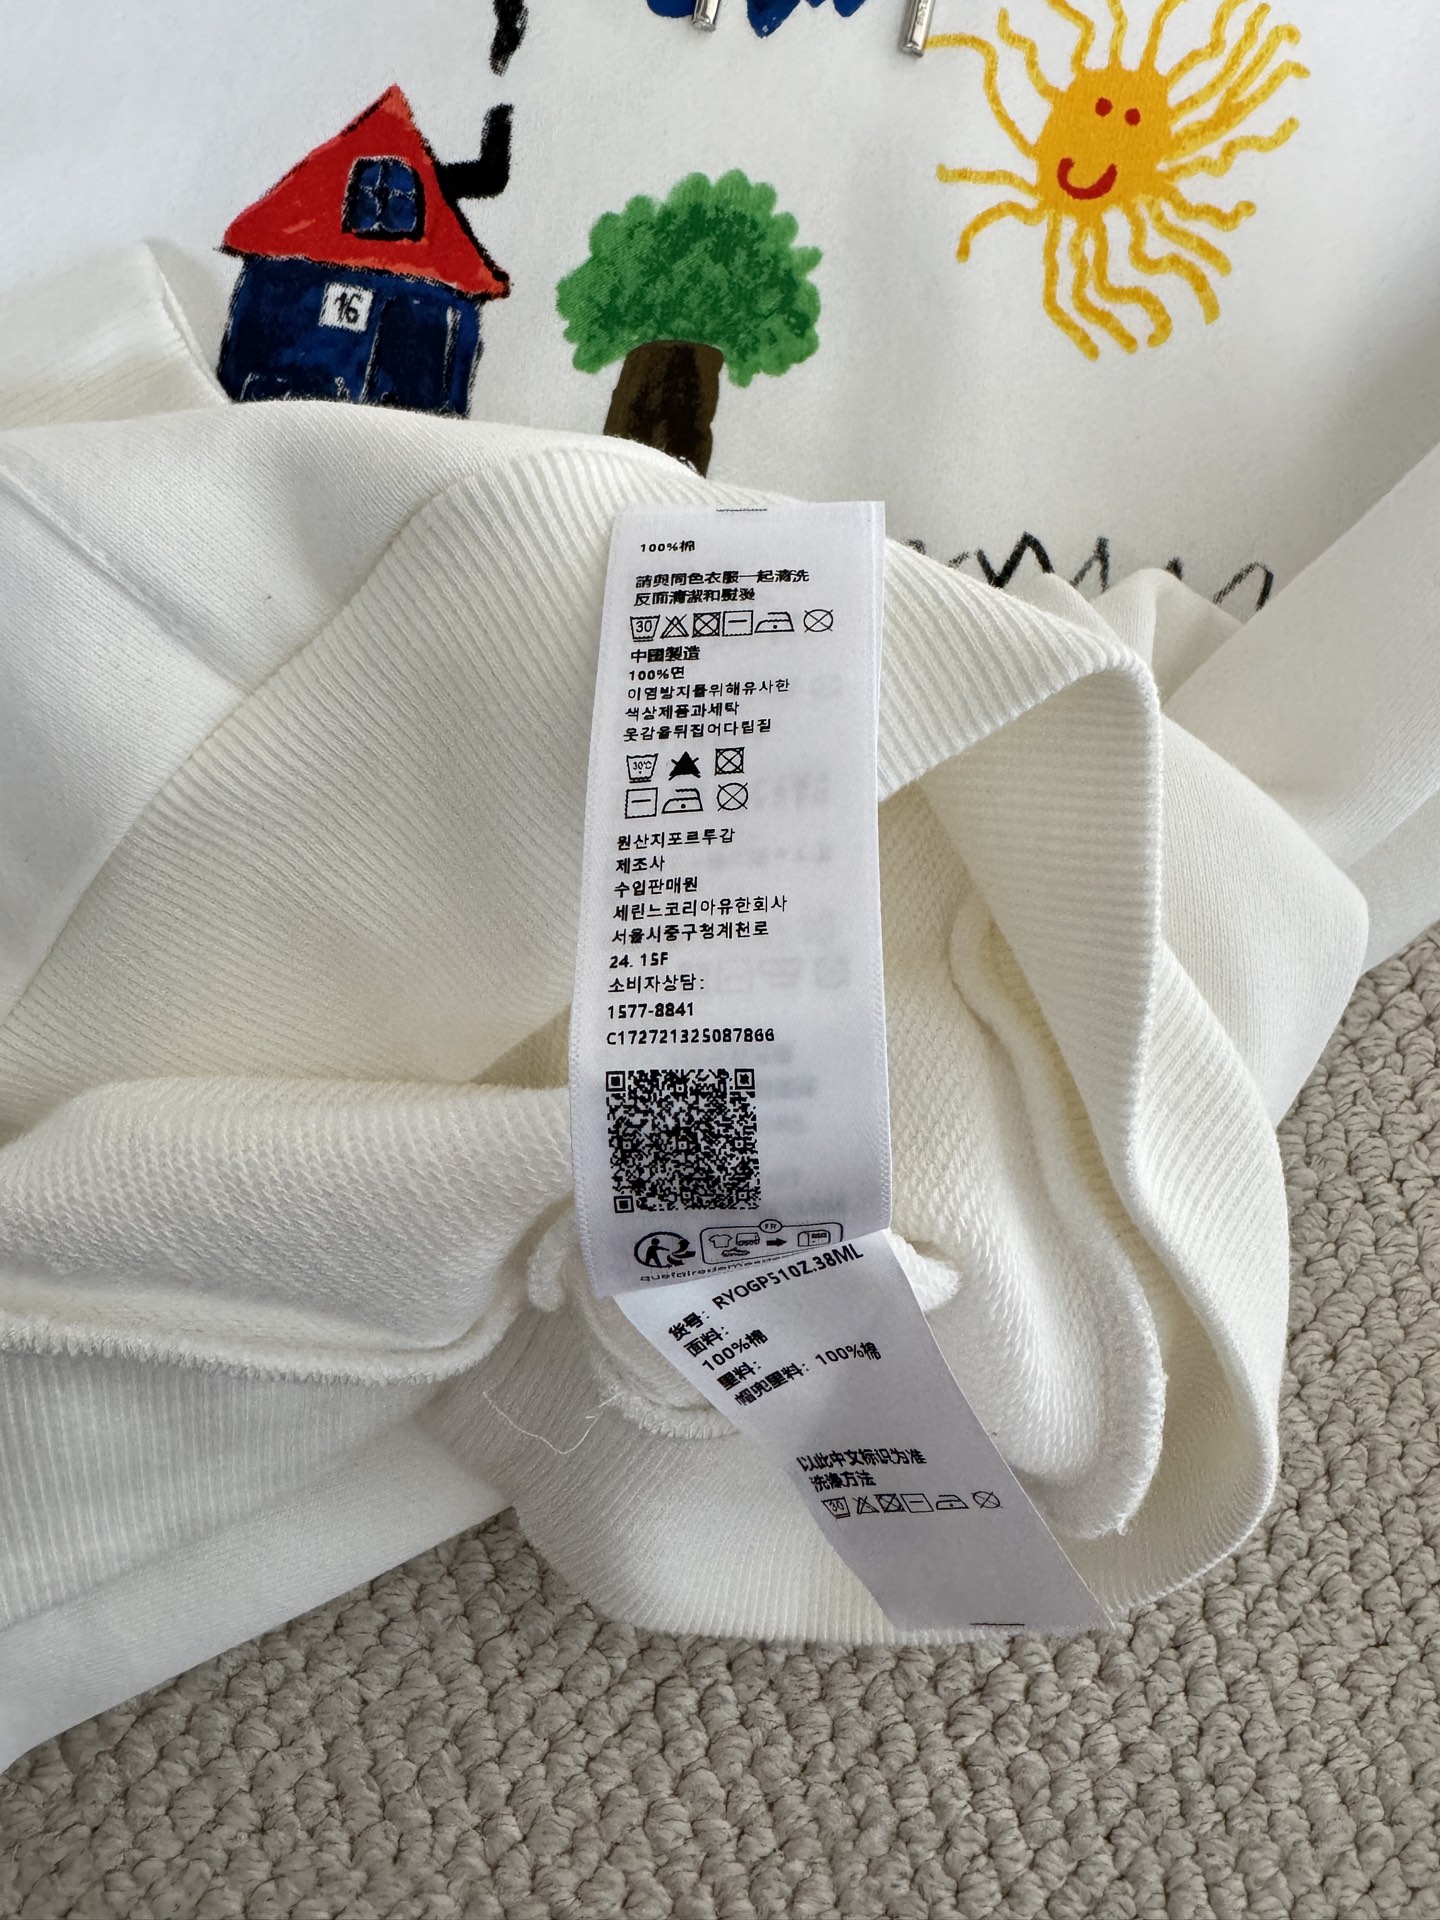 16
100%棉
請與同色衣服一起清洗
反面清潔和熨燙
30
中國製造
100%면
이염방지를위해유사한
색상제품과세탁
옷감을뒤집어다림질
30℃
원산지포르투갈
제조사
수입판매원
세린느코리아유한회사
서울시중구청계천로
24. 15F
소비자상담:
1577-8841
C172721325087866
FR
货号: RYOGP510Z.38ML
面料:
100%棉
里料:
帽兜里料: 100%棉
以此中文标识为准
洗涤方法
30